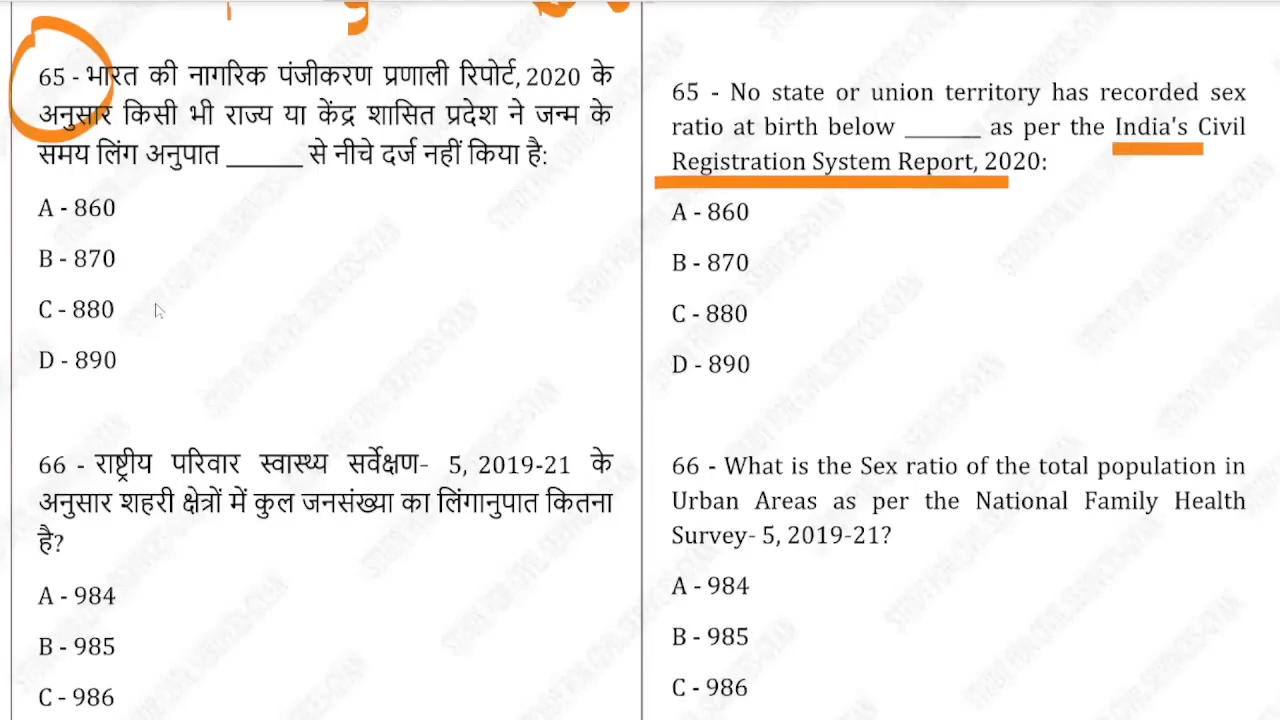 65 - भारत की नागरिक पंजीकरण प्रणाली रिपोर्ट, 2020 के
अनुसार किसी भी राज्य या केंद्र शासित प्रदेश ने जन्म के
समय लिंग अनुपात ______ से नीचे दर्ज नहीं किया है:
A - 860
B - 870
C - 880
D - 890
66 - राष्ट्रीय परिवार स्वास्थ्य सर्वेक्षण- 5, 2019-21 के
अनुसार शहरी क्षेत्रों में कुल जनसंख्या का लिंगानुपात कितना
है?
A - 984
B - 985
C - 986
65 - No state or union territory has recorded sex
ratio at birth below ______ as per the India's Civil
Registration System Report, 2020:
A - 860
B - 870
C - 880
D - 890
66 - What is the Sex ratio of the total population in
Urban Areas as per the National Family Health
Survey- 5, 2019-21?
A - 984
B - 985
C - 986